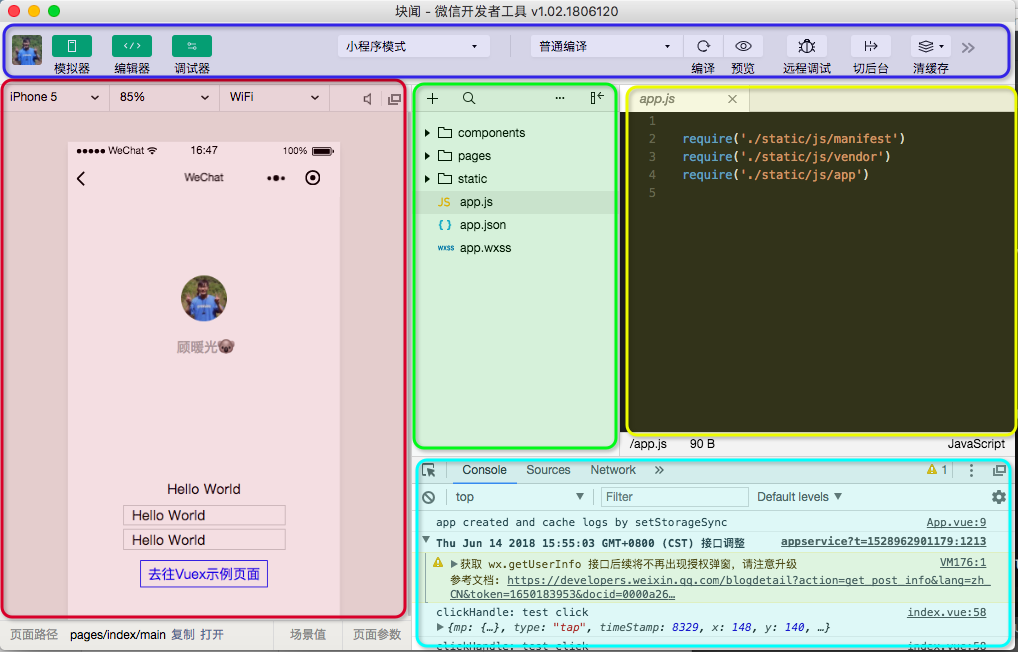 块闻 - 微信开发者工具 v1.02.1806120
模拟器 编辑器 调试器 小程序模式 普通编译 编译 预览 远程调试 切后台 清缓存
iPhone 5 85% WiFi
WeChat 16:47 100%
WeChat
顾暖光🐨
Hello World
Hello World
Hello World
去往Vuex示例页面
页面路径 pages/index/main 复制 打开 场景值 页面参数
components
pages
static
JS app.js
{ } app.json
wxss app.wxss
app.js
1
2 require('./static/js/manifest')
3 require('./static/js/vendor')
4 require('./static/js/app')
5
/app.js 90 B JavaScript
Console Sources Network 1
top Filter Default levels
app created and cache logs by setStorageSync App.vue:9
Thu Jun 14 2018 15:55:03 GMT+0800 (CST) 接口调整 appservice?t=1528962901179:1213
获取 wx.getUserInfo 接口后续将不再出现授权弹窗，请注意升级 VM176:1
参考文档: https://developers.weixin.qq.com/blogdetail?action=get_post_info&lang=zh_
CN&token=1650183953&docid=0000a26…
clickHandle: test click index.vue:58
{mp: {…}, type: "tap", timeStamp: 8329, x: 148, y: 140, …}
clickHandle: test click index.vue:58